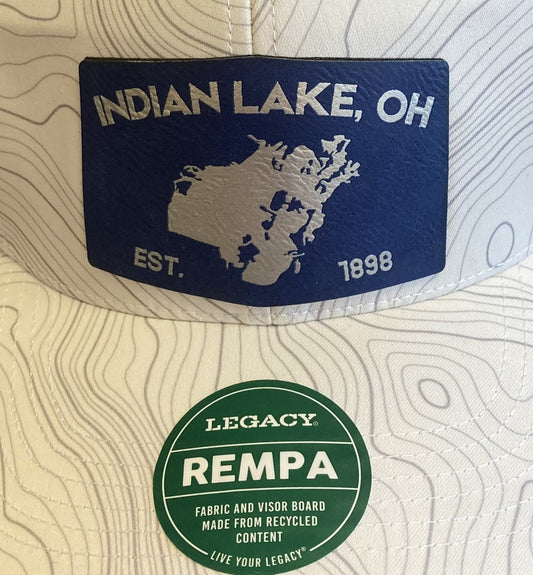 INDIAN LAKE, OH
EST. 1898
LEGACY®
REMPA
FABRIC AND VISOR BOARD
MADE FROM RECYCLED
CONTENT
LIVE YOUR LEGACY®